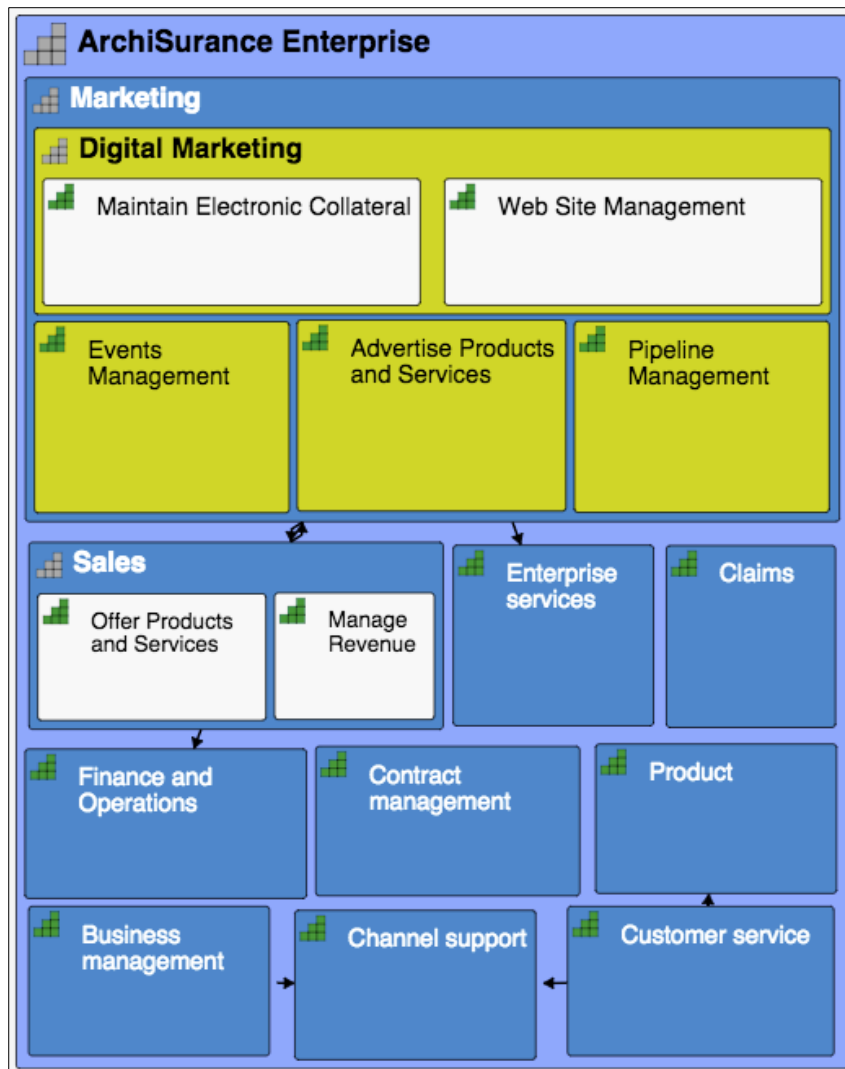 ArchiSurance Enterprise
Marketing
Digital Marketing
Maintain Electronic Collateral
Web Site Management
Events
Management
Advertise Products
and Services
Pipeline
Management
Sales
Offer Products
and Services
Manage
Revenue
Enterprise
services
Claims
Finance and
Operations
Contract
management
Product
Business
management
Channel support
Customer service